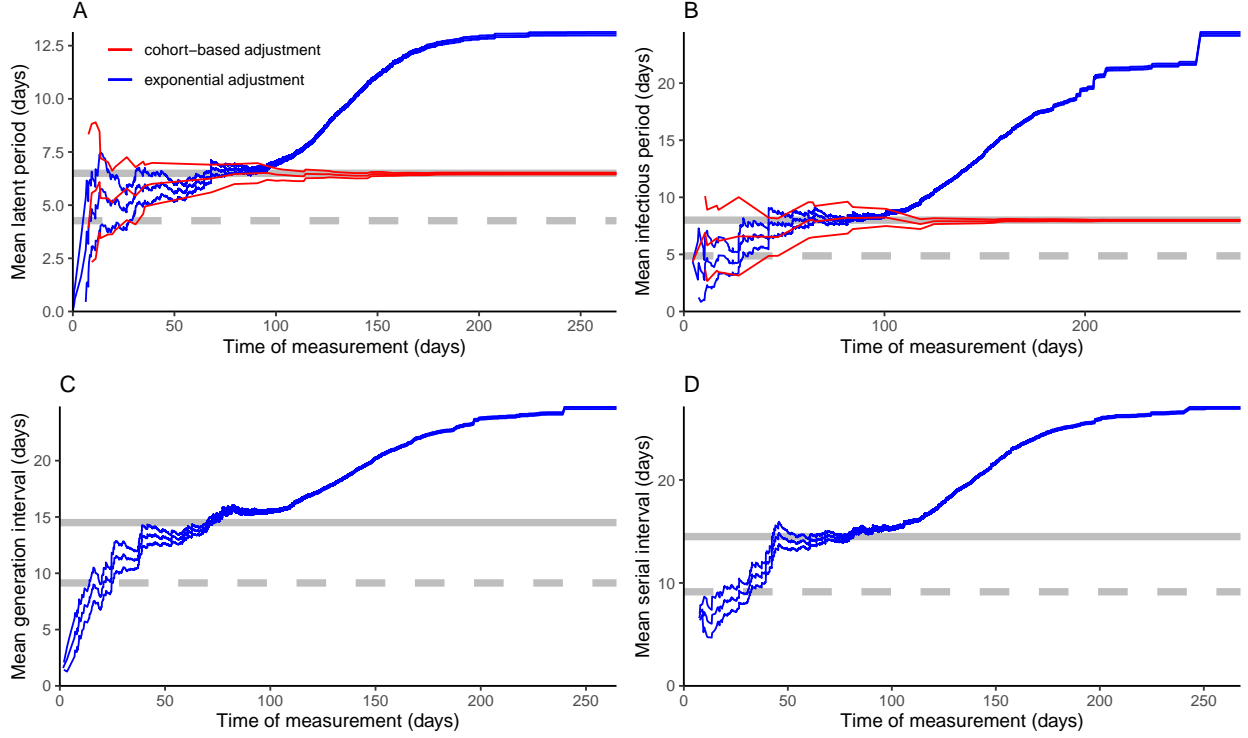 A
Mean latent period (days)
12.5
10.0
7.5
5.0
2.5
0.0
cohort−based adjustment
exponential adjustment
0 50 100 150 200 250
Time of measurement (days)
B
Mean infectious period (days)
20
15
10
5
0
0 100 200
Time of measurement (days)
C
Mean generation interval (days)
20
15
10
5
0
0 50 100 150 200 250
Time of measurement (days)
D
Mean serial interval (days)
20
10
0
0 50 100 150 200 250
Time of measurement (days)